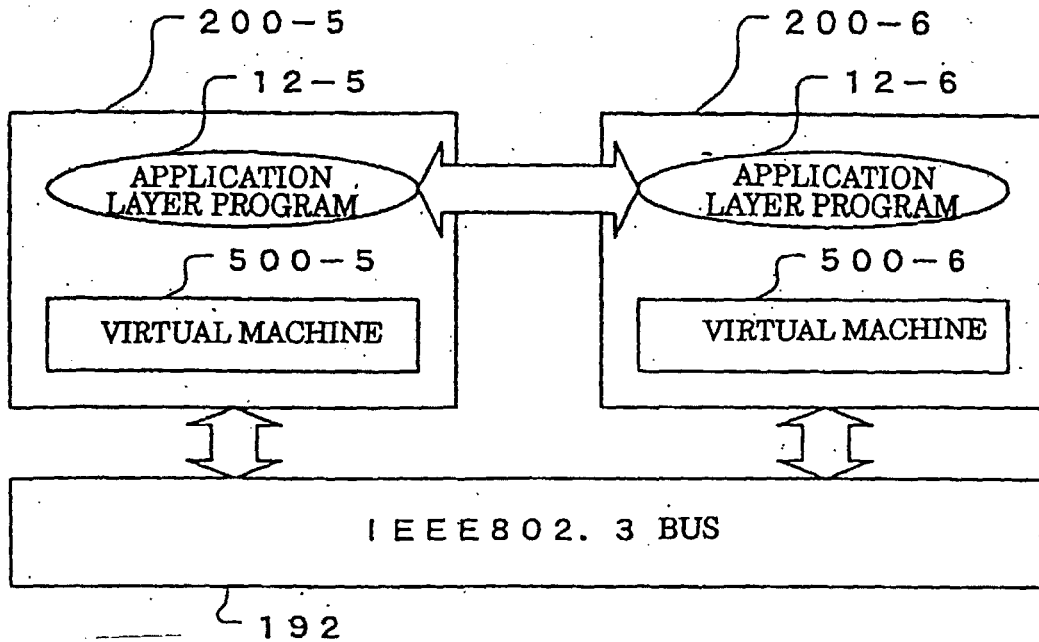 200-5
200-6
12-5
12-6
APPLICATION
LAYER PROGRAM
APPLICATION
LAYER PROGRAM
500-5
500-6
VIRTUAL MACHINE
VIRTUAL MACHINE
IEEE802.3 BUS
192